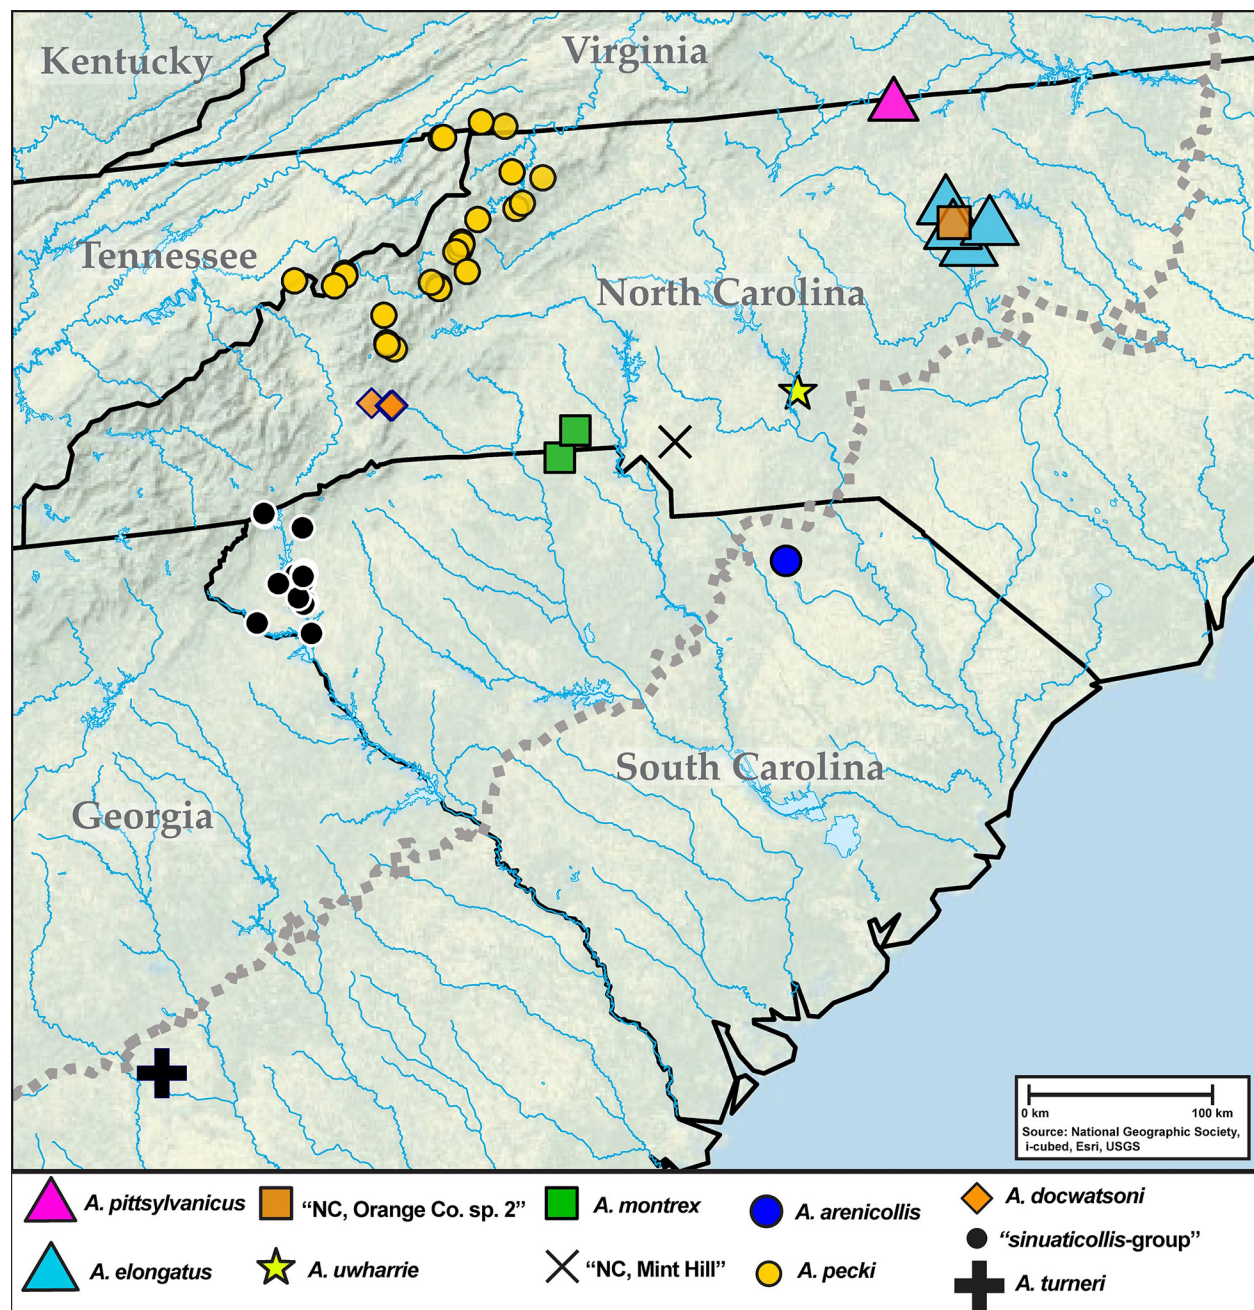 Kentucky
Virginia
Tennessee
North Carolina
South Carolina
Georgia
0 km 100 km
Source: National Geographic Society,
i-cubed, Esri, USGS
A. pittsylvanicus
“NC, Orange Co. sp. 2”
A. montrex
A. arenicollis
A. docwatsoni
“sinuaticollis-group”
A. elongatus
A. uwharrie
“NC, Mint Hill”
A. pecki
A. turneri